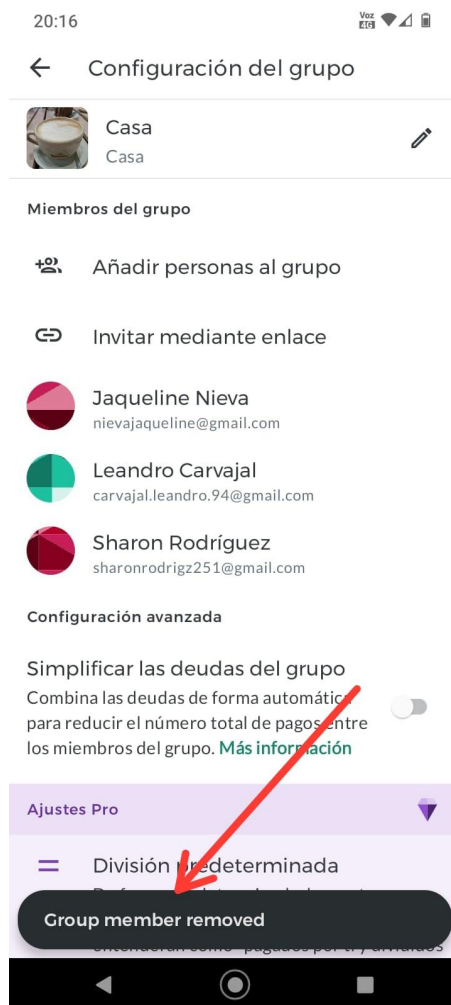 20:16
Voz
4G
Configuración del grupo
Casa
Casa
Miembros del grupo
Añadir personas al grupo
Invitar mediante enlace
Jaqueline Nieva
nievajaqueline@gmail.com
Leandro Carvajal
carvajal.leandro.94@gmail.com
Sharon Rodríguez
sharonrodrigz251@gmail.com
Configuración avanzada
Simplificar las deudas del grupo
Combina las deudas de forma automática
para reducir el número total de pagos entre
los miembros del grupo. Más información
Ajustes Pro
División predeterminada
Group member removed